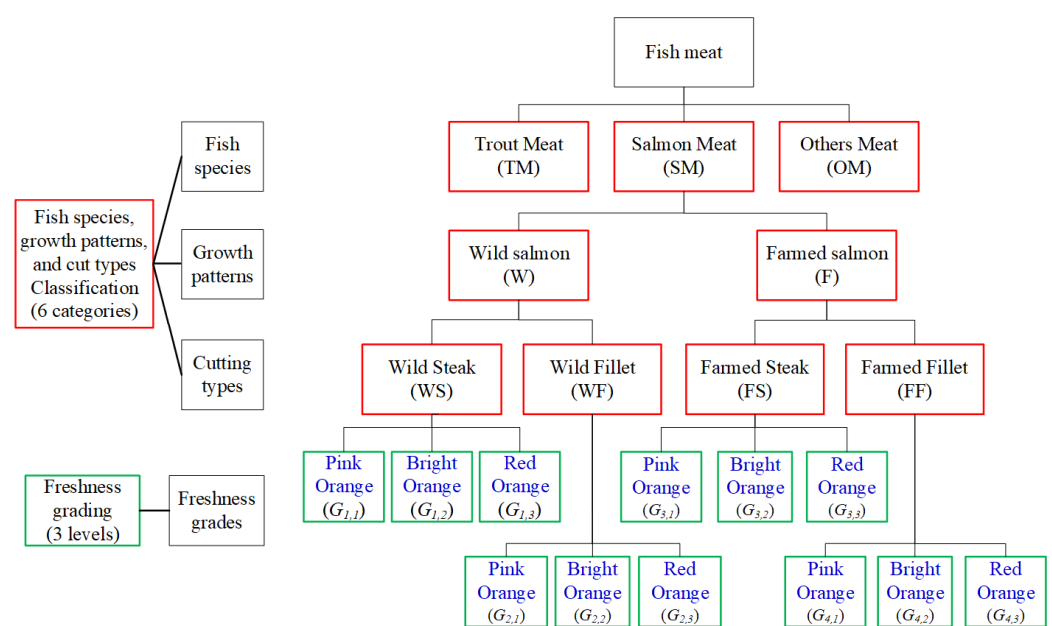 Fish meat
Trout Meat
(TM)
Salmon Meat
(SM)
Others Meat
(OM)
Fish
species
Fish species,
growth patterns,
and cut types
Classification
(6 categories)
Growth
patterns
Cutting
types
Wild salmon
(W)
Farmed salmon
(F)
Wild Steak
(WS)
Wild Fillet
(WF)
Farmed Steak
(FS)
Farmed Fillet
(FF)
Freshness
grading
(3 levels)
Freshness
grades
Pink
Orange
(G1,1)
Bright
Orange
(G1,2)
Red
Orange
(G1,3)
Pink
Orange
(G3,1)
Bright
Orange
(G3,2)
Red
Orange
(G3,3)
Pink
Orange
(G2,1)
Bright
Orange
(G2,2)
Red
Orange
(G2,3)
Pink
Orange
(G4,1)
Bright
Orange
(G4,2)
Red
Orange
(G4,3)